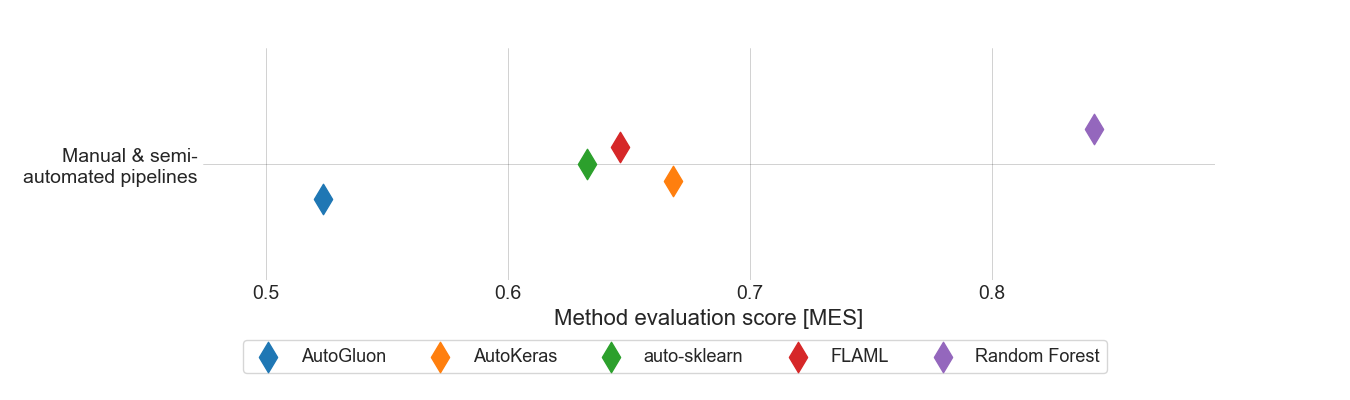 Manual & semi-
automated pipelines
0.5 0.6 0.7 0.8
Method evaluation score [MES]
AutoGluon AutoKeras auto-sklearn FLAML Random Forest